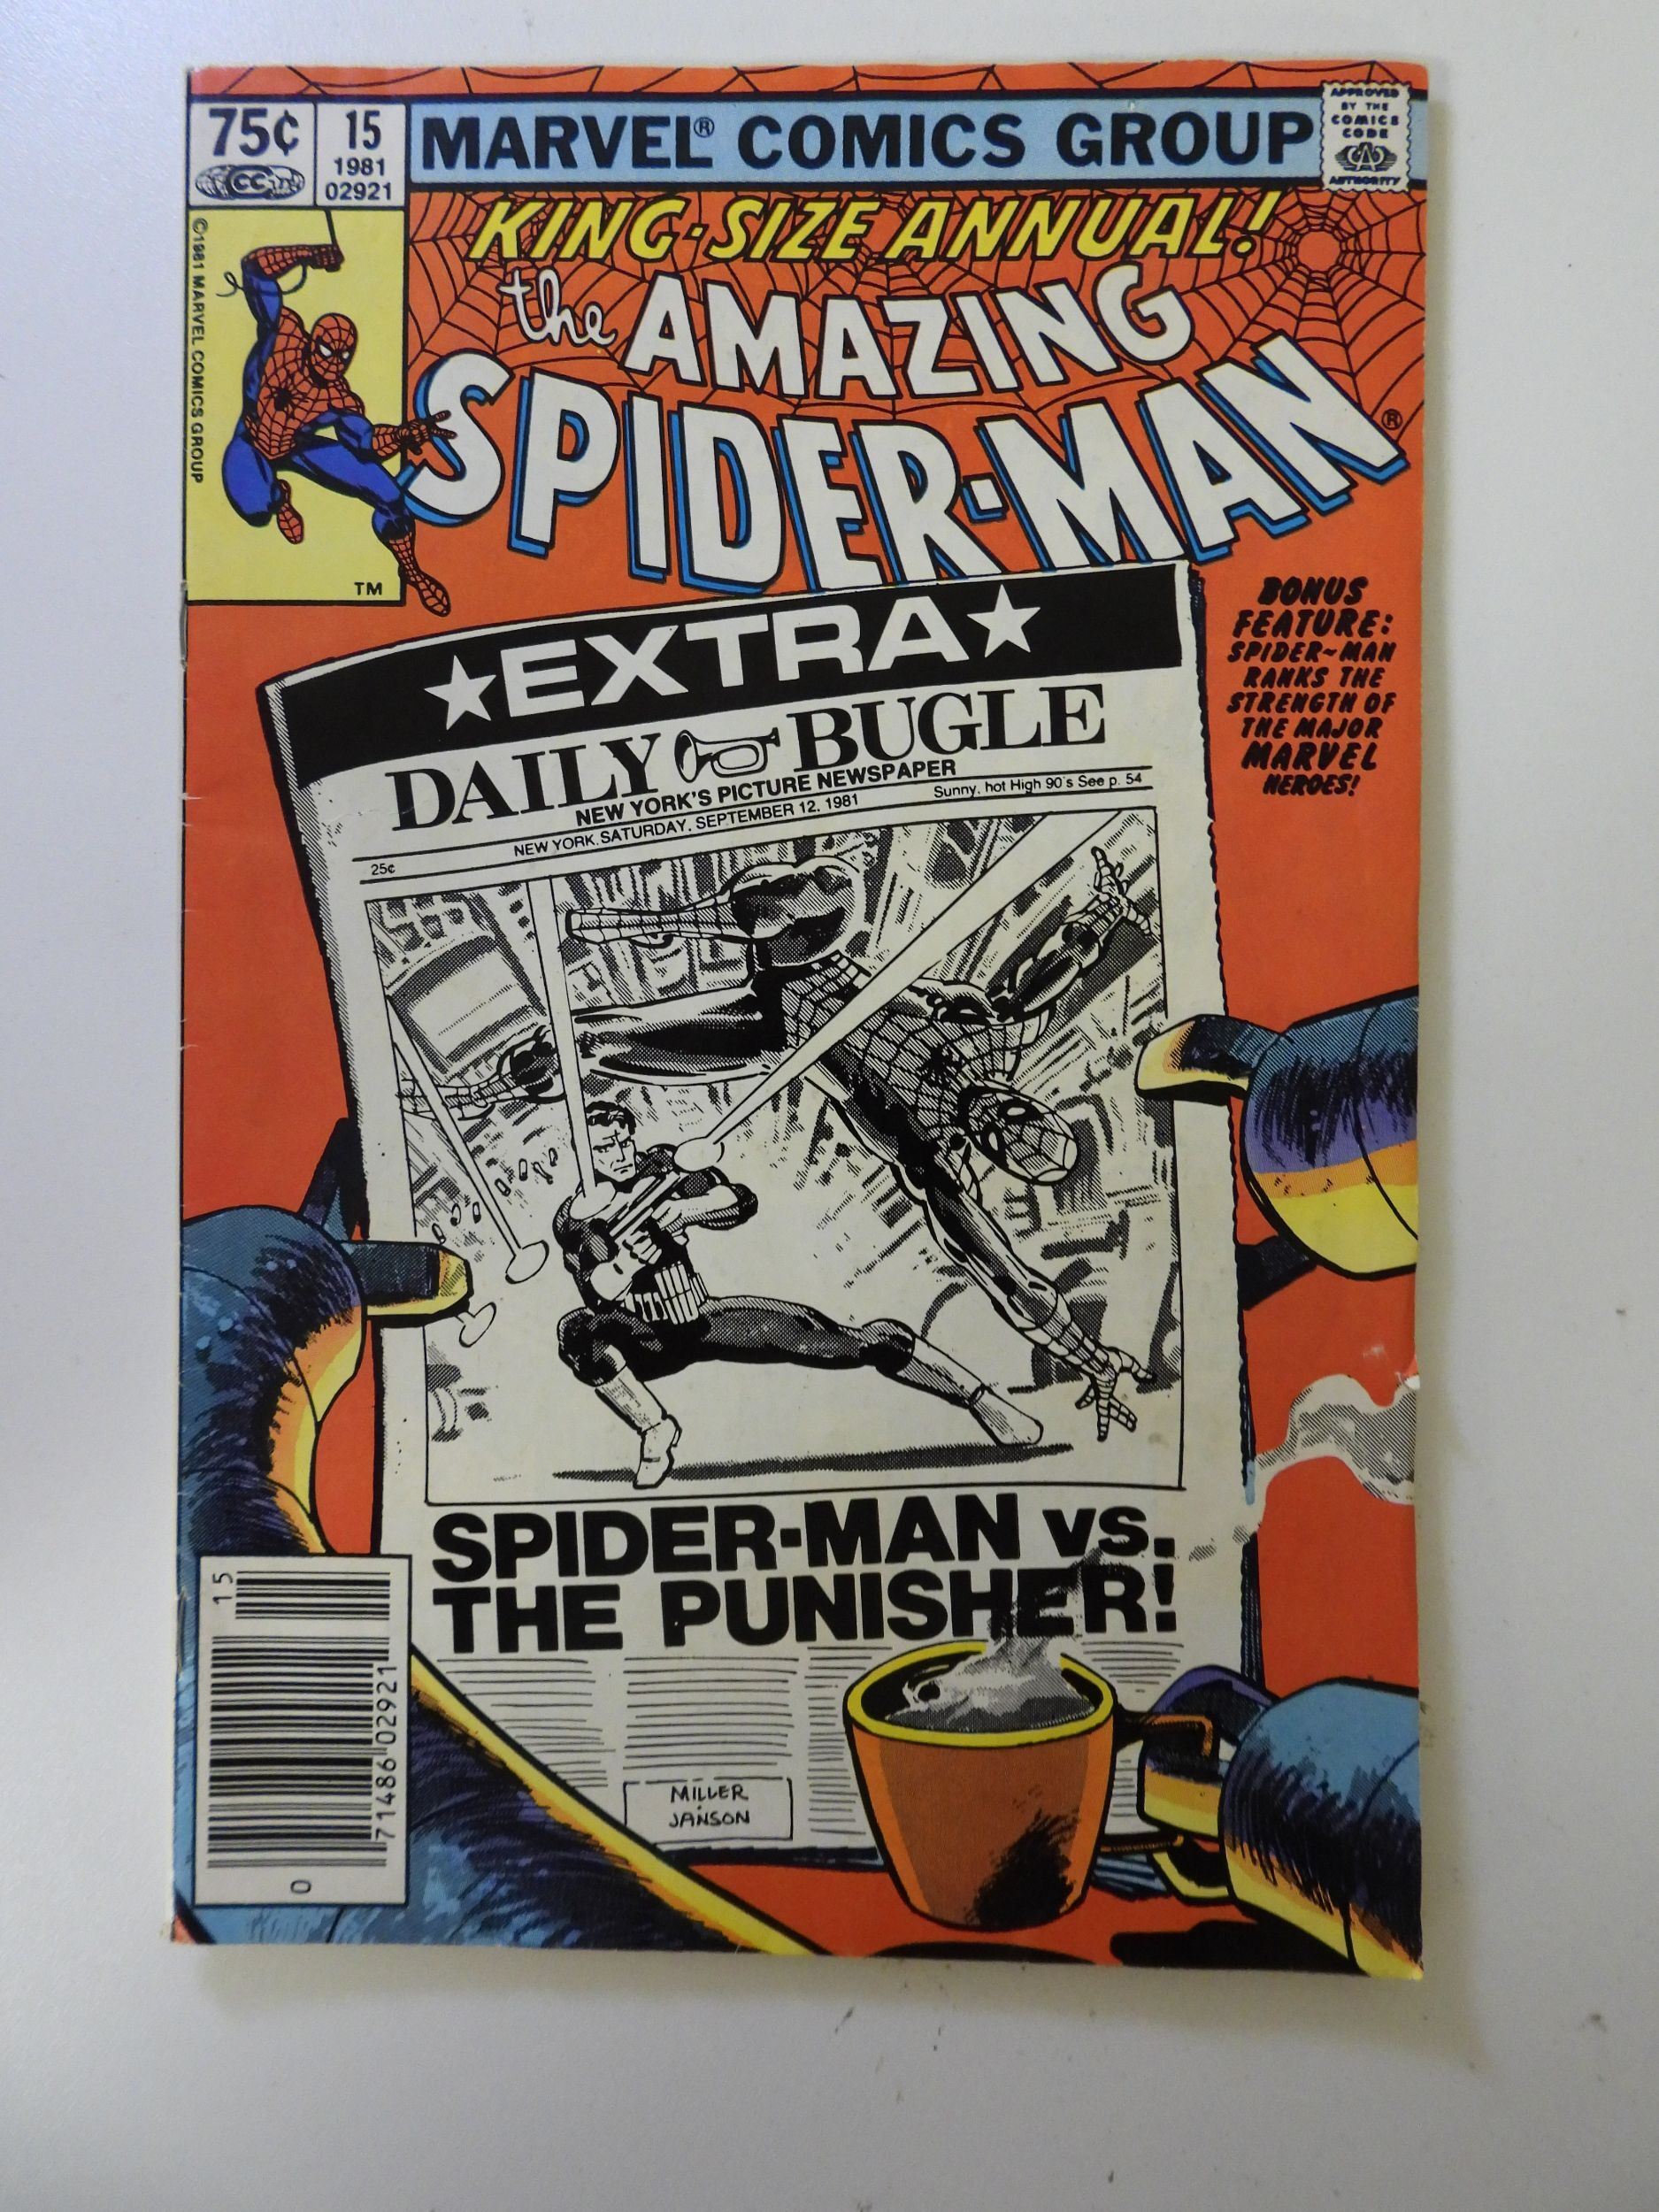 75¢
CC
15
1981
02921
MARVEL® COMICS GROUP
APPROVED
BY THE
COMICS
CODE
CA
AUTHORITY
©1981 MARVEL COMICS GROUP
TM
KING-SIZE ANNUAL!
the AMAZING
SPIDER-MAN®
BONUS
FEATURE:
SPIDER-MAN
RANKS THE
STRENGTH OF
THE MAJOR
MARVEL
HEROES!
EXTRA
DAILY BUGLE
NEW YORK'S PICTURE NEWSPAPER
25¢
NEW YORK, SATURDAY, SEPTEMBER 12, 1981
Sunny, hot High 90's See p. 54
SPIDER-MAN vs.
THE PUNISHER!
MILLER
JANSON
15
71486 02921
0